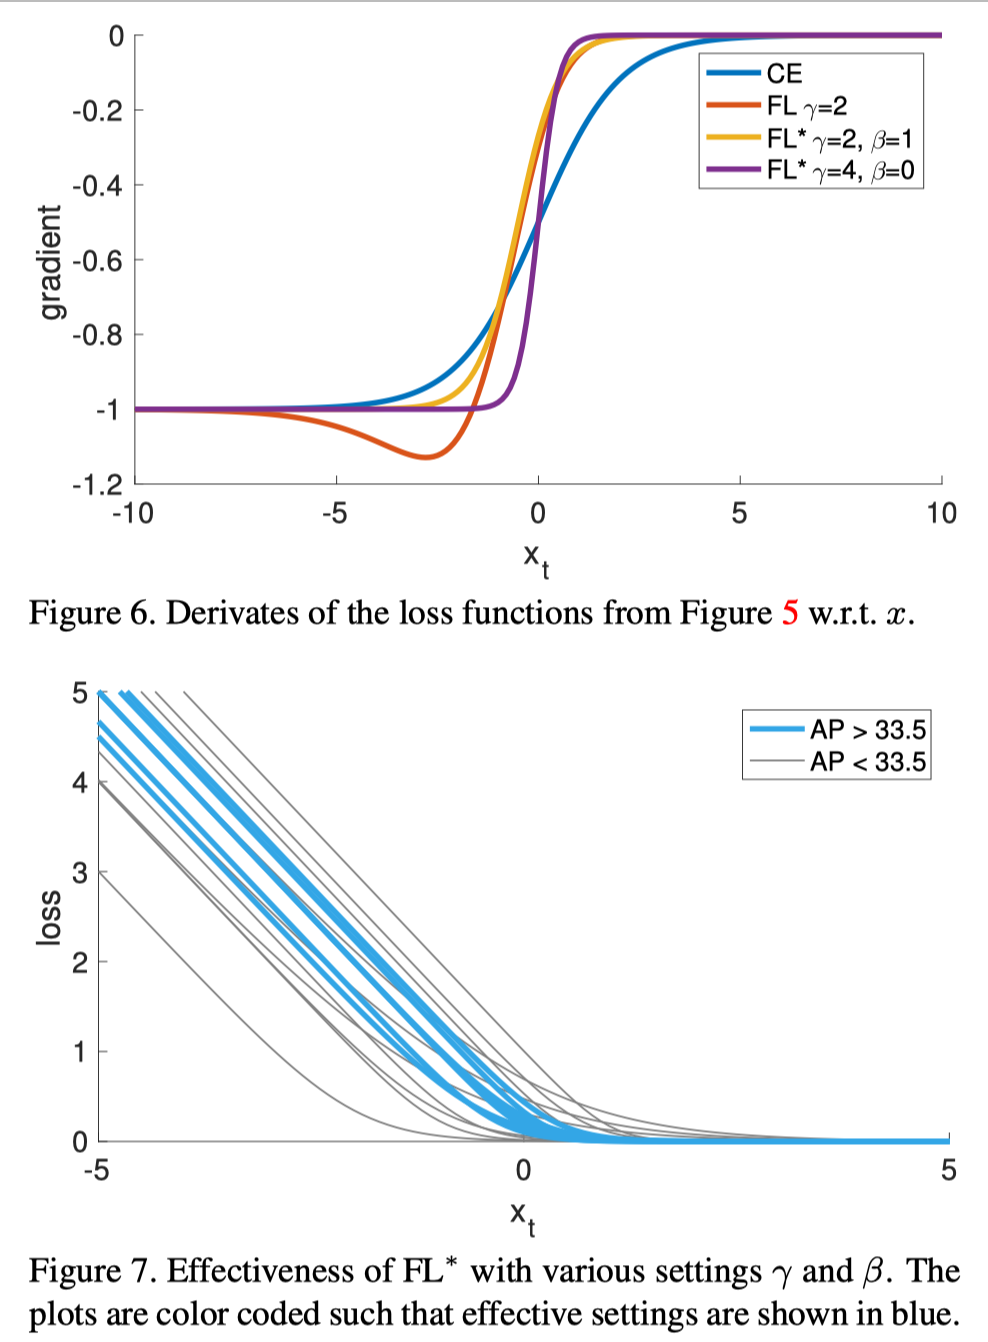 0
-0.2
-0.4
-0.6
-0.8
-1
-1.2
gradient
CE
FL γ=2
FL* γ=2, β=1
FL* γ=4, β=0
-10 -5 0 5 10
xt
Figure 6. Derivates of the loss functions from Figure 5 w.r.t. x.
5
4
3
2
1
0
loss
AP > 33.5
AP < 33.5
-5 0 5
xt
Figure 7. Effectiveness of FL* with various settings γ and β. The
plots are color coded such that effective settings are shown in blue.